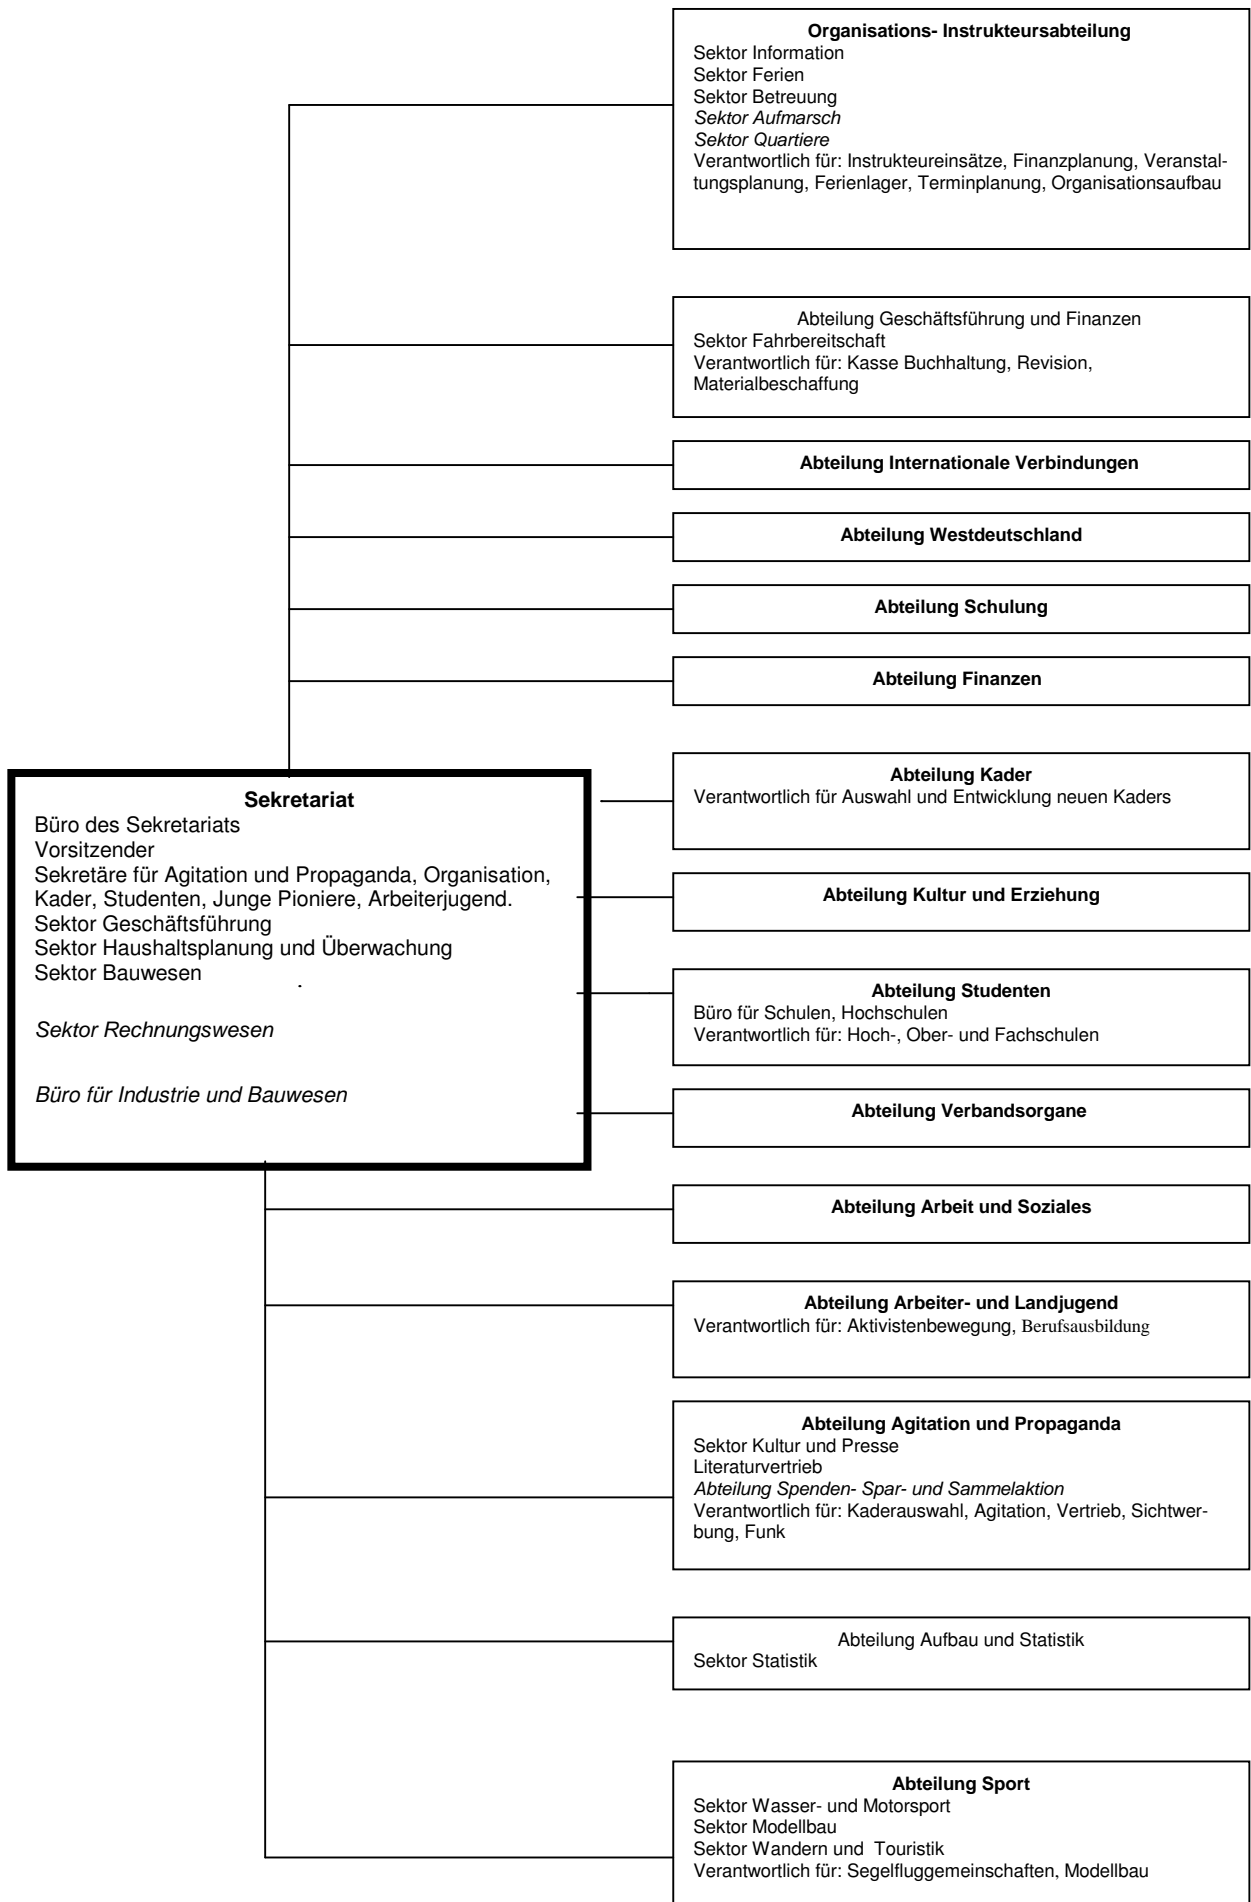 Organisations- Instrukteursabteilung
Sektor Information
Sektor Ferien
Sektor Betreuung
Sektor Aufmarsch
Sektor Quartiere
Verantwortlich für: Instrukteureinsätze, Finanzplanung, Veranstal-
tungsplanung, Ferienlager, Terminplanung, Organisationsaufbau
Abteilung Geschäftsführung und Finanzen
Sektor Fahrbereitschaft
Verantwortlich für: Kasse Buchhaltung, Revision,
Materialbeschaffung
Abteilung Internationale Verbindungen
Abteilung Westdeutschland
Abteilung Schulung
Abteilung Finanzen
Sekretariat
Büro des Sekretariats
Vorsitzender
Sekretäre für Agitation und Propaganda, Organisation,
Kader, Studenten, Junge Pioniere, Arbeiterjugend.
Sektor Geschäftsführung
Sektor Haushaltsplanung und Überwachung
Sektor Bauwesen
.
Sektor Rechnungswesen
Büro für Industrie und Bauwesen
Abteilung Kader
Verantwortlich für Auswahl und Entwicklung neuen Kaders
Abteilung Kultur und Erziehung
Abteilung Studenten
Büro für Schulen, Hochschulen
Verantwortlich für: Hoch-, Ober- und Fachschulen
Abteilung Verbandsorgane
Abteilung Arbeit und Soziales
Abteilung Arbeiter- und Landjugend
Verantwortlich für: Aktivistenbewegung, Berufsausbildung
Abteilung Agitation und Propaganda
Sektor Kultur und Presse
Literaturvertrieb
Abteilung Spenden- Spar- und Sammelaktion
Verantwortlich für: Kaderauswahl, Agitation, Vertrieb, Sichtwer-
bung, Funk
Abteilung Aufbau und Statistik
Sektor Statistik
Abteilung Sport
Sektor Wasser- und Motorsport
Sektor Modellbau
Sektor Wandern und  Touristik
Verantwortlich für: Segelfluggemeinschaften, Modellbau